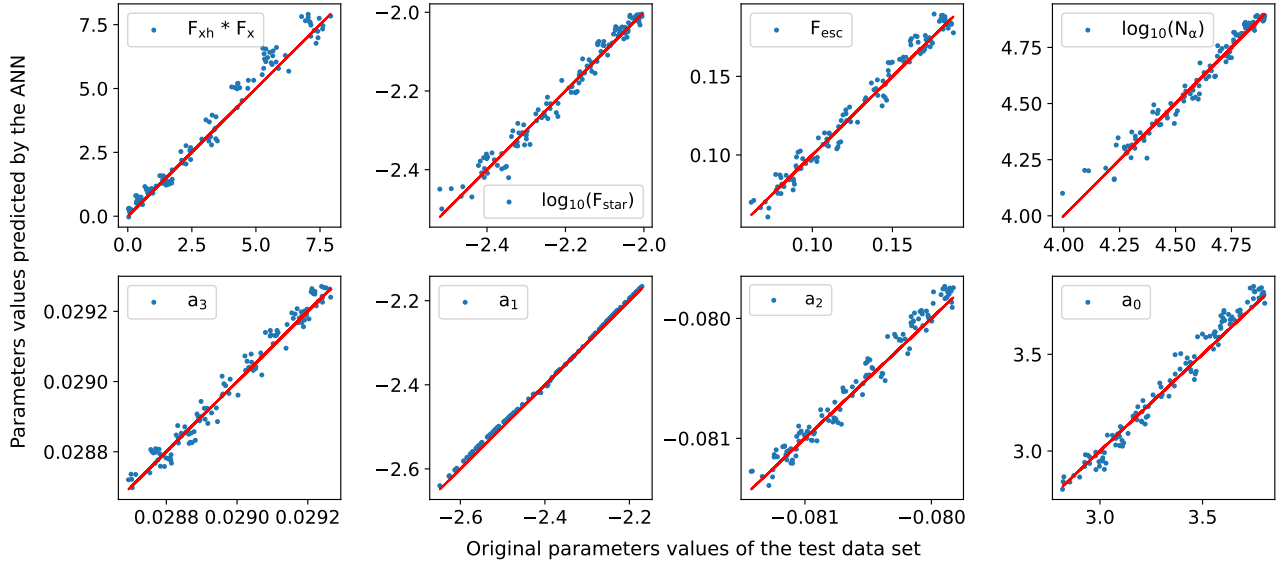 Parameters values predicted by the ANN
7.5
5.0
2.5
0.0
F_xh * F_x
0.0 2.5 5.0 7.5
−2.0
−2.2
−2.4
log₁₀(F_star)
−2.4 −2.2 −2.0
0.15
0.10
F_esc
0.10 0.15
4.75
4.50
4.25
4.00
log₁₀(N_α)
4.00 4.25 4.50 4.75
0.0292
0.0290
0.0288
a₃
0.0288 0.0290 0.0292
−2.2
−2.4
−2.6
a₁
−2.6 −2.4 −2.2
−0.080
−0.081
a₂
−0.081 −0.080
3.5
3.0
a₀
3.0 3.5
Original parameters values of the test data set